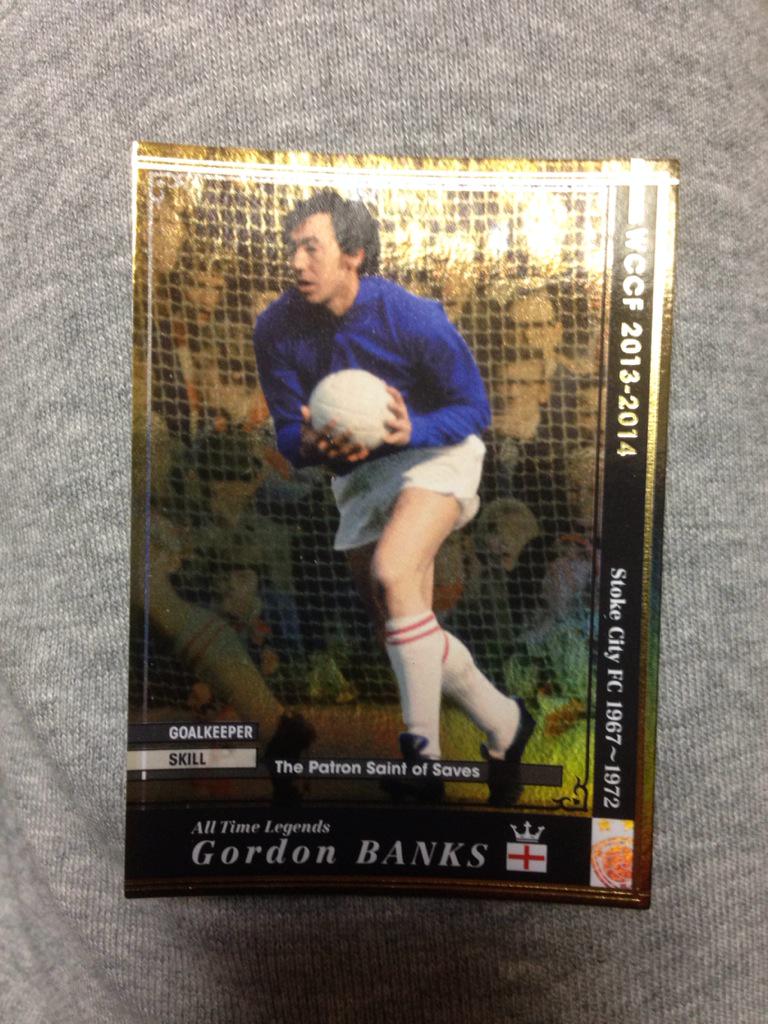 WCCF 2013-2014
Stoke City FC 1967~1972
GOALKEEPER
SKILL
The Patron Saint of Saves
All Time Legends
Gordon BANKS